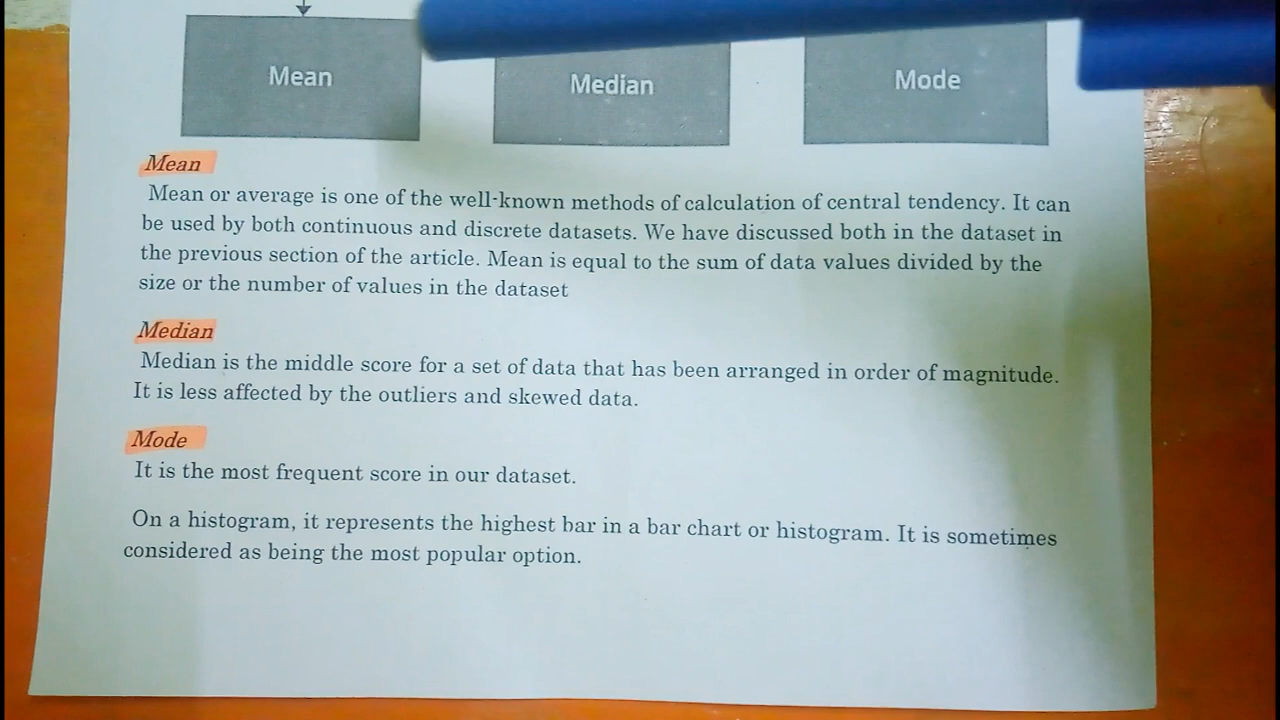 Mean
Median
Mode
Mean
Mean or average is one of the well-known methods of calculation of central tendency. It can
be used by both continuous and discrete datasets. We have discussed both in the dataset in
the previous section of the article. Mean is equal to the sum of data values divided by the
size or the number of values in the dataset
Median
Median is the middle score for a set of data that has been arranged in order of magnitude.
It is less affected by the outliers and skewed data.
Mode
It is the most frequent score in our dataset.
On a histogram, it represents the highest bar in a bar chart or histogram. It is sometimes
considered as being the most popular option.